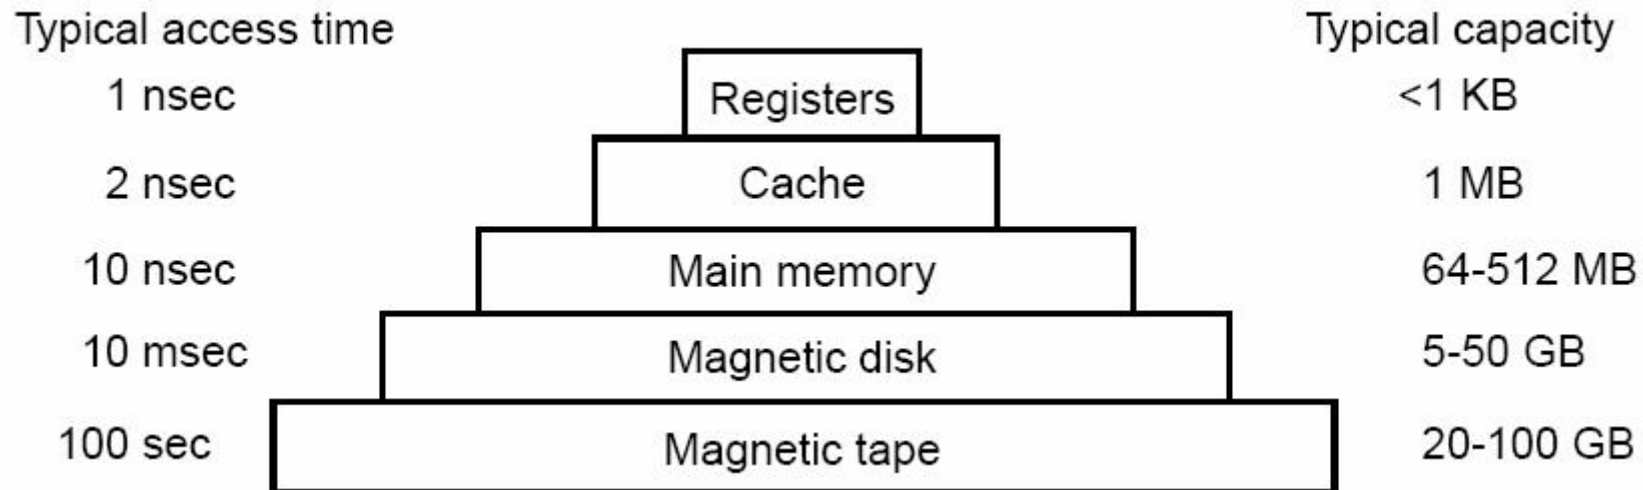 Typical access time Typical capacity
1 nsec Registers <1 KB
2 nsec Cache 1 MB
10 nsec Main memory 64-512 MB
10 msec Magnetic disk 5-50 GB
100 sec Magnetic tape 20-100 GB